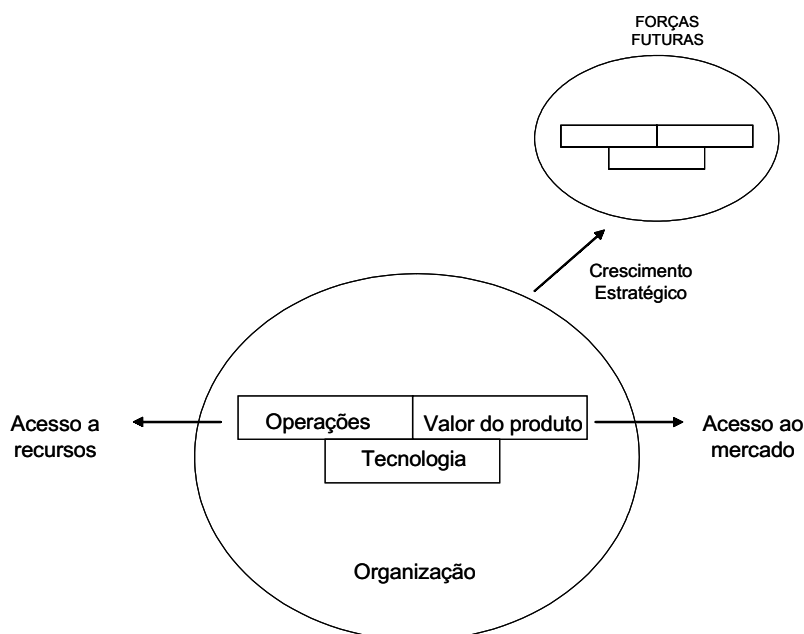 FORÇAS
FUTURAS
Crescimento
Estratégico
Acesso a
recursos
Operações
Valor do produto
Tecnologia
Acesso ao
mercado
Organização